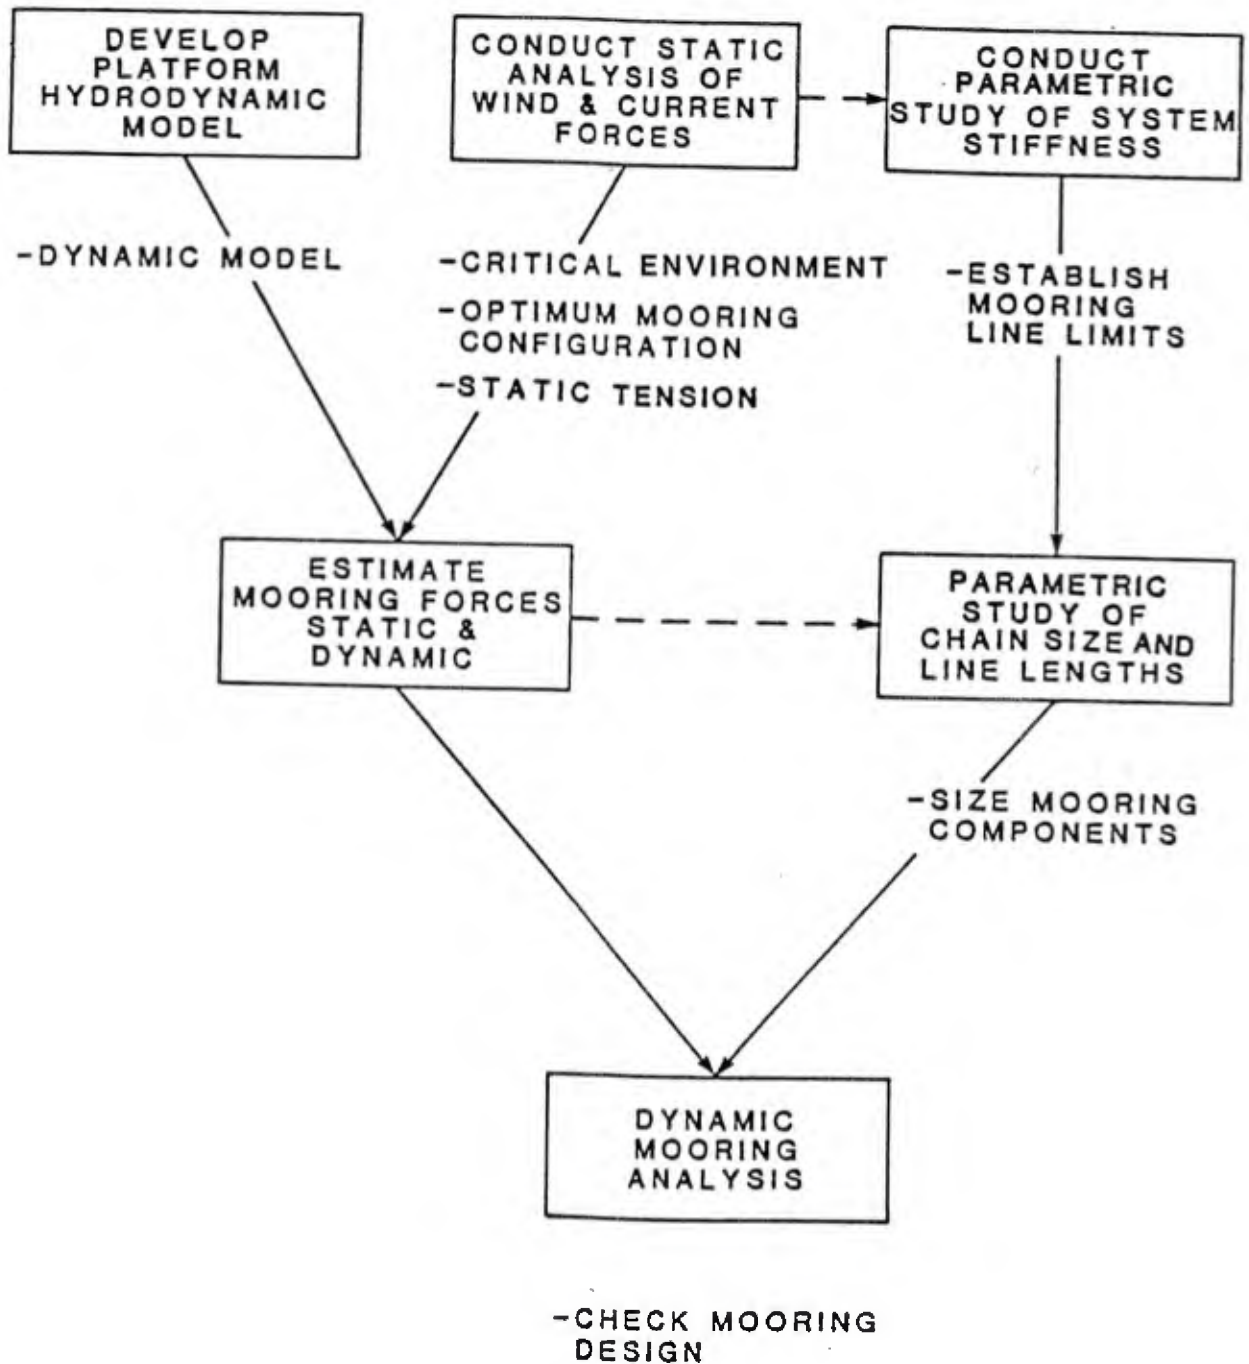 DEVELOP
PLATFORM
HYDRODYNAMIC
MODEL
CONDUCT STATIC
ANALYSIS OF
WIND & CURRENT
FORCES
CONDUCT
PARAMETRIC
STUDY OF SYSTEM
STIFFNESS
-DYNAMIC MODEL
-CRITICAL ENVIRONMENT
-OPTIMUM MOORING
CONFIGURATION
-STATIC TENSION
-ESTABLISH
MOORING
LINE LIMITS
ESTIMATE
MOORING FORCES
STATIC &
DYNAMIC
PARAMETRIC
STUDY OF
CHAIN SIZE AND
LINE LENGTHS
-SIZE MOORING
COMPONENTS
DYNAMIC
MOORING
ANALYSIS
-CHECK MOORING
DESIGN